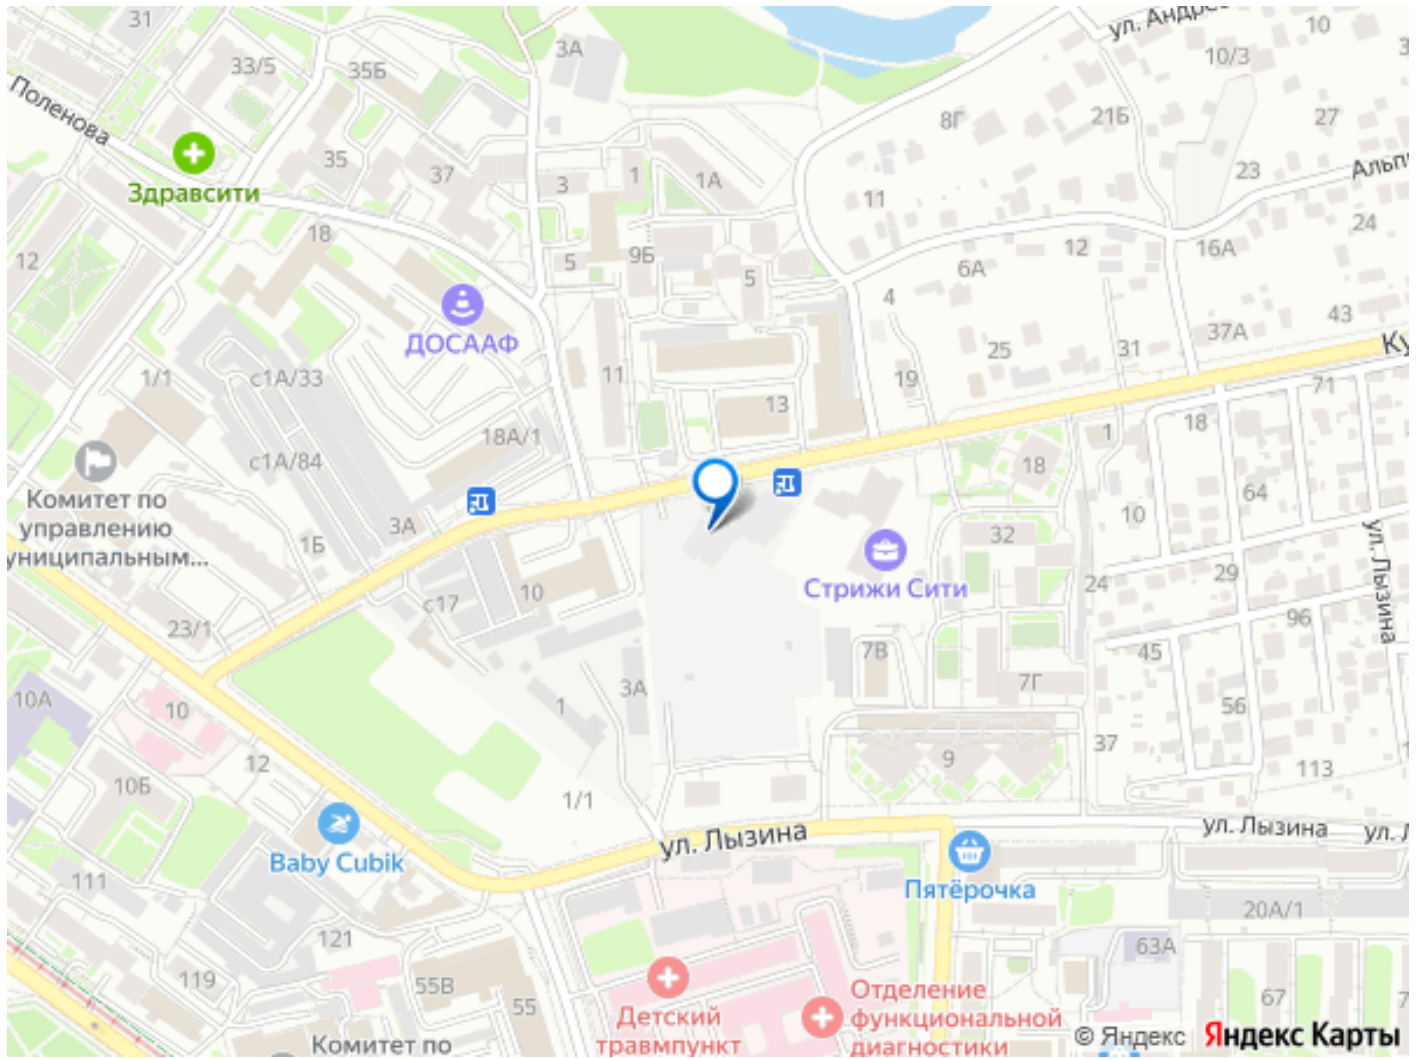 31
33/5
35Б
3А
ул. Андрее
10
10/3
Поленова
8Г
21Б
27
35
37
3
1
1А
23
Альпи
Здравсити
11
24
18
12
9Б
12
16А
5
5
6А
4
ДОСААФ
43
37А
Ку
1/1
с1А/33
11
25
31
19
71
13
18
18А/1
1
с1А/84
18
Комитет по
управлению
униципальным...
64
3А
10
1Б
32
ул. Лызина
Стрижи Сити
29
24
с17
10
96
23/1
7В
45
10А
3А
7Г
10
1
56
37
12
9
113
10Б
1/1
ул. Лызина
ул. Лызина
ул. Л
Baby Cubik
Пятёрочка
111
20А/1
121
63А
119
55В
55
67
7
Детский
травмпункт
Отделение
функциональной
диагностики
Комитет по
© Яндекс Яндекс Карты